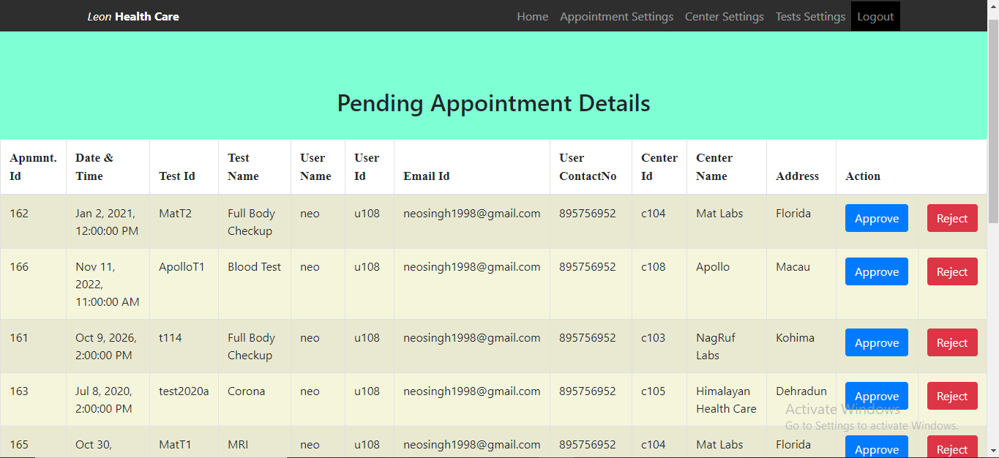 Leon Health Care Home Appointment Settings Center Settings Tests Settings Logout
Pending Appointment Details
Apnmnt. Date & Test User User User Center Center
Id Time Test Id Name Name Id Email Id ContactNo Id Name Address Action
162 Jan 2, 2021, MatT2 Full Body neo u108 neosingh1998@gmail.com 895756952 c104 Mat Labs Florida Approve Reject
12:00:00 PM Checkup
166 Nov 11, ApolloT1 Blood Test neo u108 neosingh1998@gmail.com 895756952 c108 Apollo Macau Approve Reject
2022,
11:00:00 AM
161 Oct 9, 2026, t114 Full Body neo u108 neosingh1998@gmail.com 895756952 c103 NagRuf Kohima Approve Reject
2:00:00 PM Checkup Labs
163 Jul 8, 2020, test2020a Corona neo u108 neosingh1998@gmail.com 895756952 c105 Himalayan Dehradun Approve Reject
2:00:00 PM Health Care
Activate Windows
Go to Settings to activate Windows.
165 Oct 30, MatT1 MRI neo u108 neosingh1998@gmail.com 895756952 c104 Mat Labs Florida Approve Reject